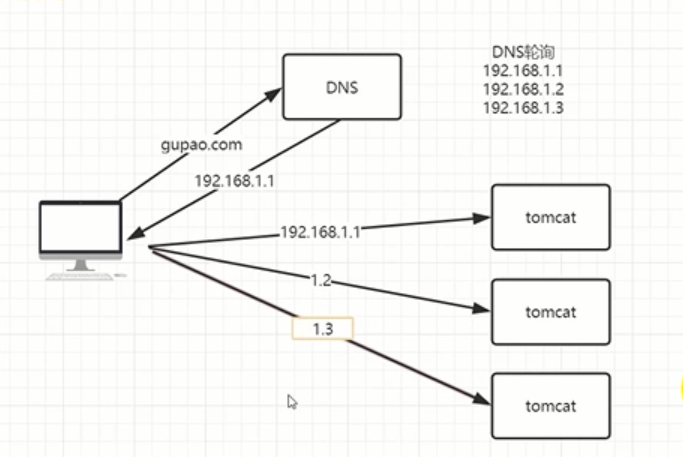 DNS轮询
192.168.1.1
192.168.1.2
192.168.1.3
DNS
gupao.com
192.168.1.1
192.168.1.1
1.2
1.3
tomcat
tomcat
tomcat